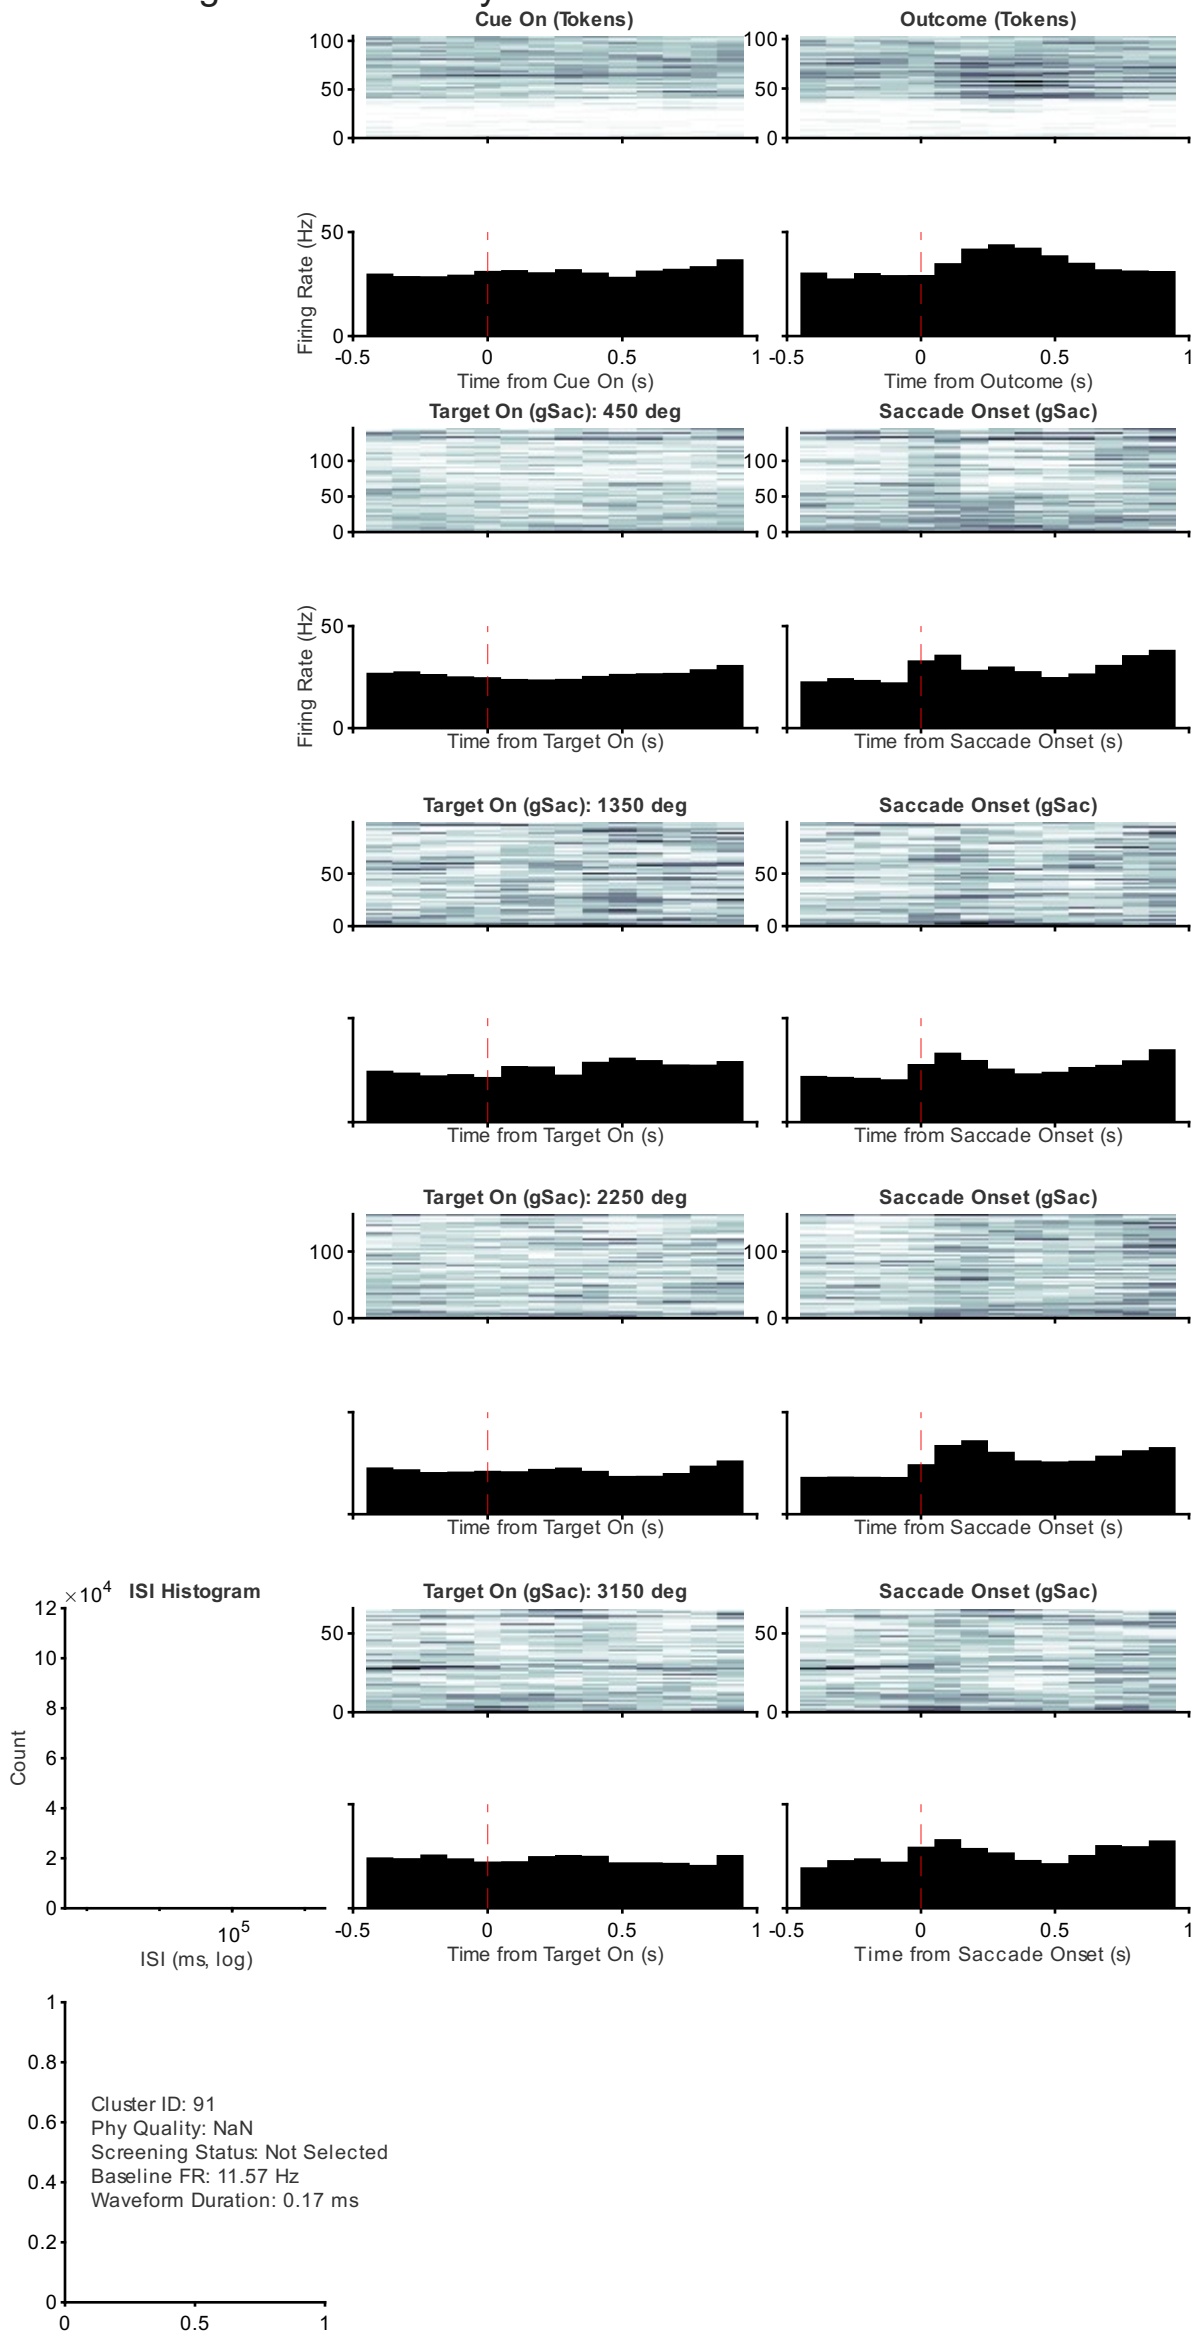 Cue On (Tokens)
Outcome (Tokens)
100
50
0
100
50
0
Firing Rate (Hz)
50
0
-0.5
0
0.5
1
-0.5
0
0.5
1
Time from Cue On (s)
Time from Outcome (s)
Target On (gSac): 450 deg
Saccade Onset (gSac)
100
50
0
100
50
0
Firing Rate (Hz)
50
0
Time from Target On (s)
Time from Saccade Onset (s)
Target On (gSac): 1350 deg
Saccade Onset (gSac)
50
0
50
0
Time from Target On (s)
Time from Saccade Onset (s)
Target On (gSac): 2250 deg
Saccade Onset (gSac)
100
0
100
0
Time from Target On (s)
Time from Saccade Onset (s)
×10⁴
ISI Histogram
12
10
8
6
4
2
0
Count
10⁵
ISI (ms, log)
Target On (gSac): 3150 deg
Saccade Onset (gSac)
50
0
50
0
-0.5
0
0.5
1
-0.5
0
0.5
1
Time from Target On (s)
Time from Saccade Onset (s)
1
0.8
0.6
0.4
0.2
0
Cluster ID: 91
Phy Quality: NaN
Screening Status: Not Selected
Baseline FR: 11.57 Hz
Waveform Duration: 0.17 ms
0
0.5
1